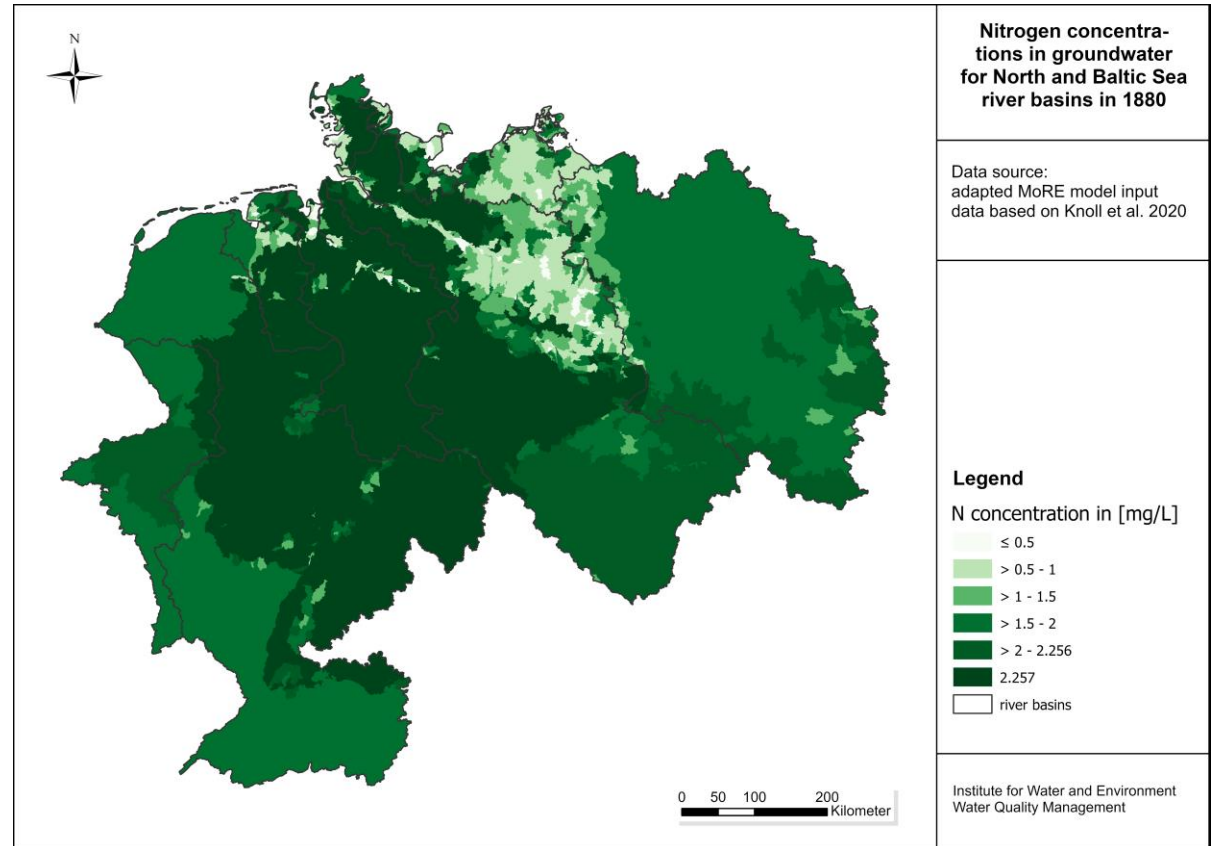 N
Nitrogen concentra-
tions in groundwater
for North and Baltic Sea
river basins in 1880
Data source:
adapted MoRE model input
data based on Knoll et al. 2020
Legend
N concentration in [mg/L]
≤ 0.5
> 0.5 - 1
> 1 - 1.5
> 1.5 - 2
> 2 - 2.256
2.257
river basins
0 50 100 200
Kilometer
Institute for Water and Environment
Water Quality Management